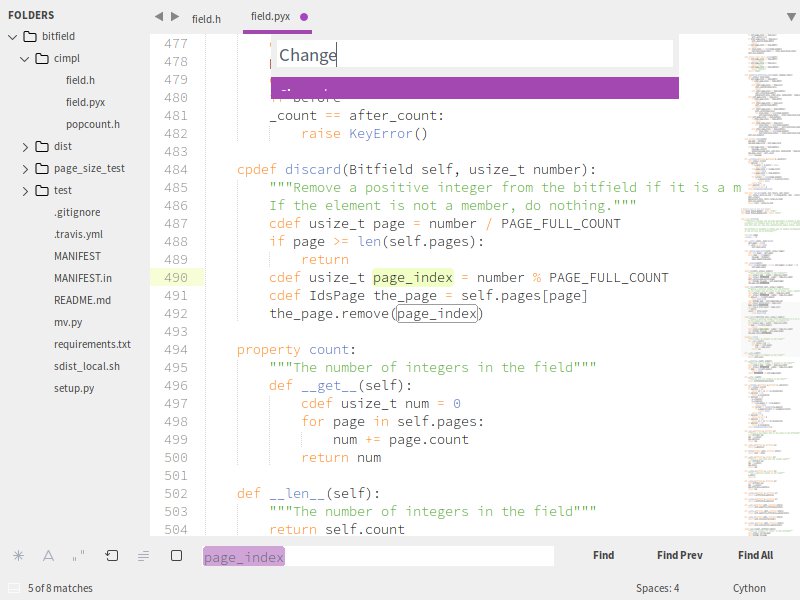 FOLDERS
bitfield
cimpl
field.h
field.pyx
popcount.h
dist
page_size_test
test
.gitignore
.travis.yml
MANIFEST
MANIFEST.in
README.md
mv.py
requirements.txt
sdist_local.sh
setup.py
field.h
field.pyx
Change
477
478
479
480
481 _count == after_count:
482 raise KeyError()
483
484 cpdef discard(Bitfield self, usize_t number):
485 """Remove a positive integer from the bitfield if it is a m
486 If the element is not a member, do nothing."""
487 cdef usize_t page = number / PAGE_FULL_COUNT
488 if page >= len(self.pages):
489 return
490 cdef usize_t page_index = number % PAGE_FULL_COUNT
491 cdef IdsPage the_page = self.pages[page]
492 the_page.remove(page_index)
493
494 property count:
495 """The number of integers in the field"""
496 def __get__(self):
497 cdef usize_t num = 0
498 for page in self.pages:
499 num += page.count
500 return num
501
502 def __len__(self):
503 """The number of integers in the field"""
504 return self.count
page_index
Find
Find Prev
Find All
5 of 8 matches
Spaces: 4
Cython